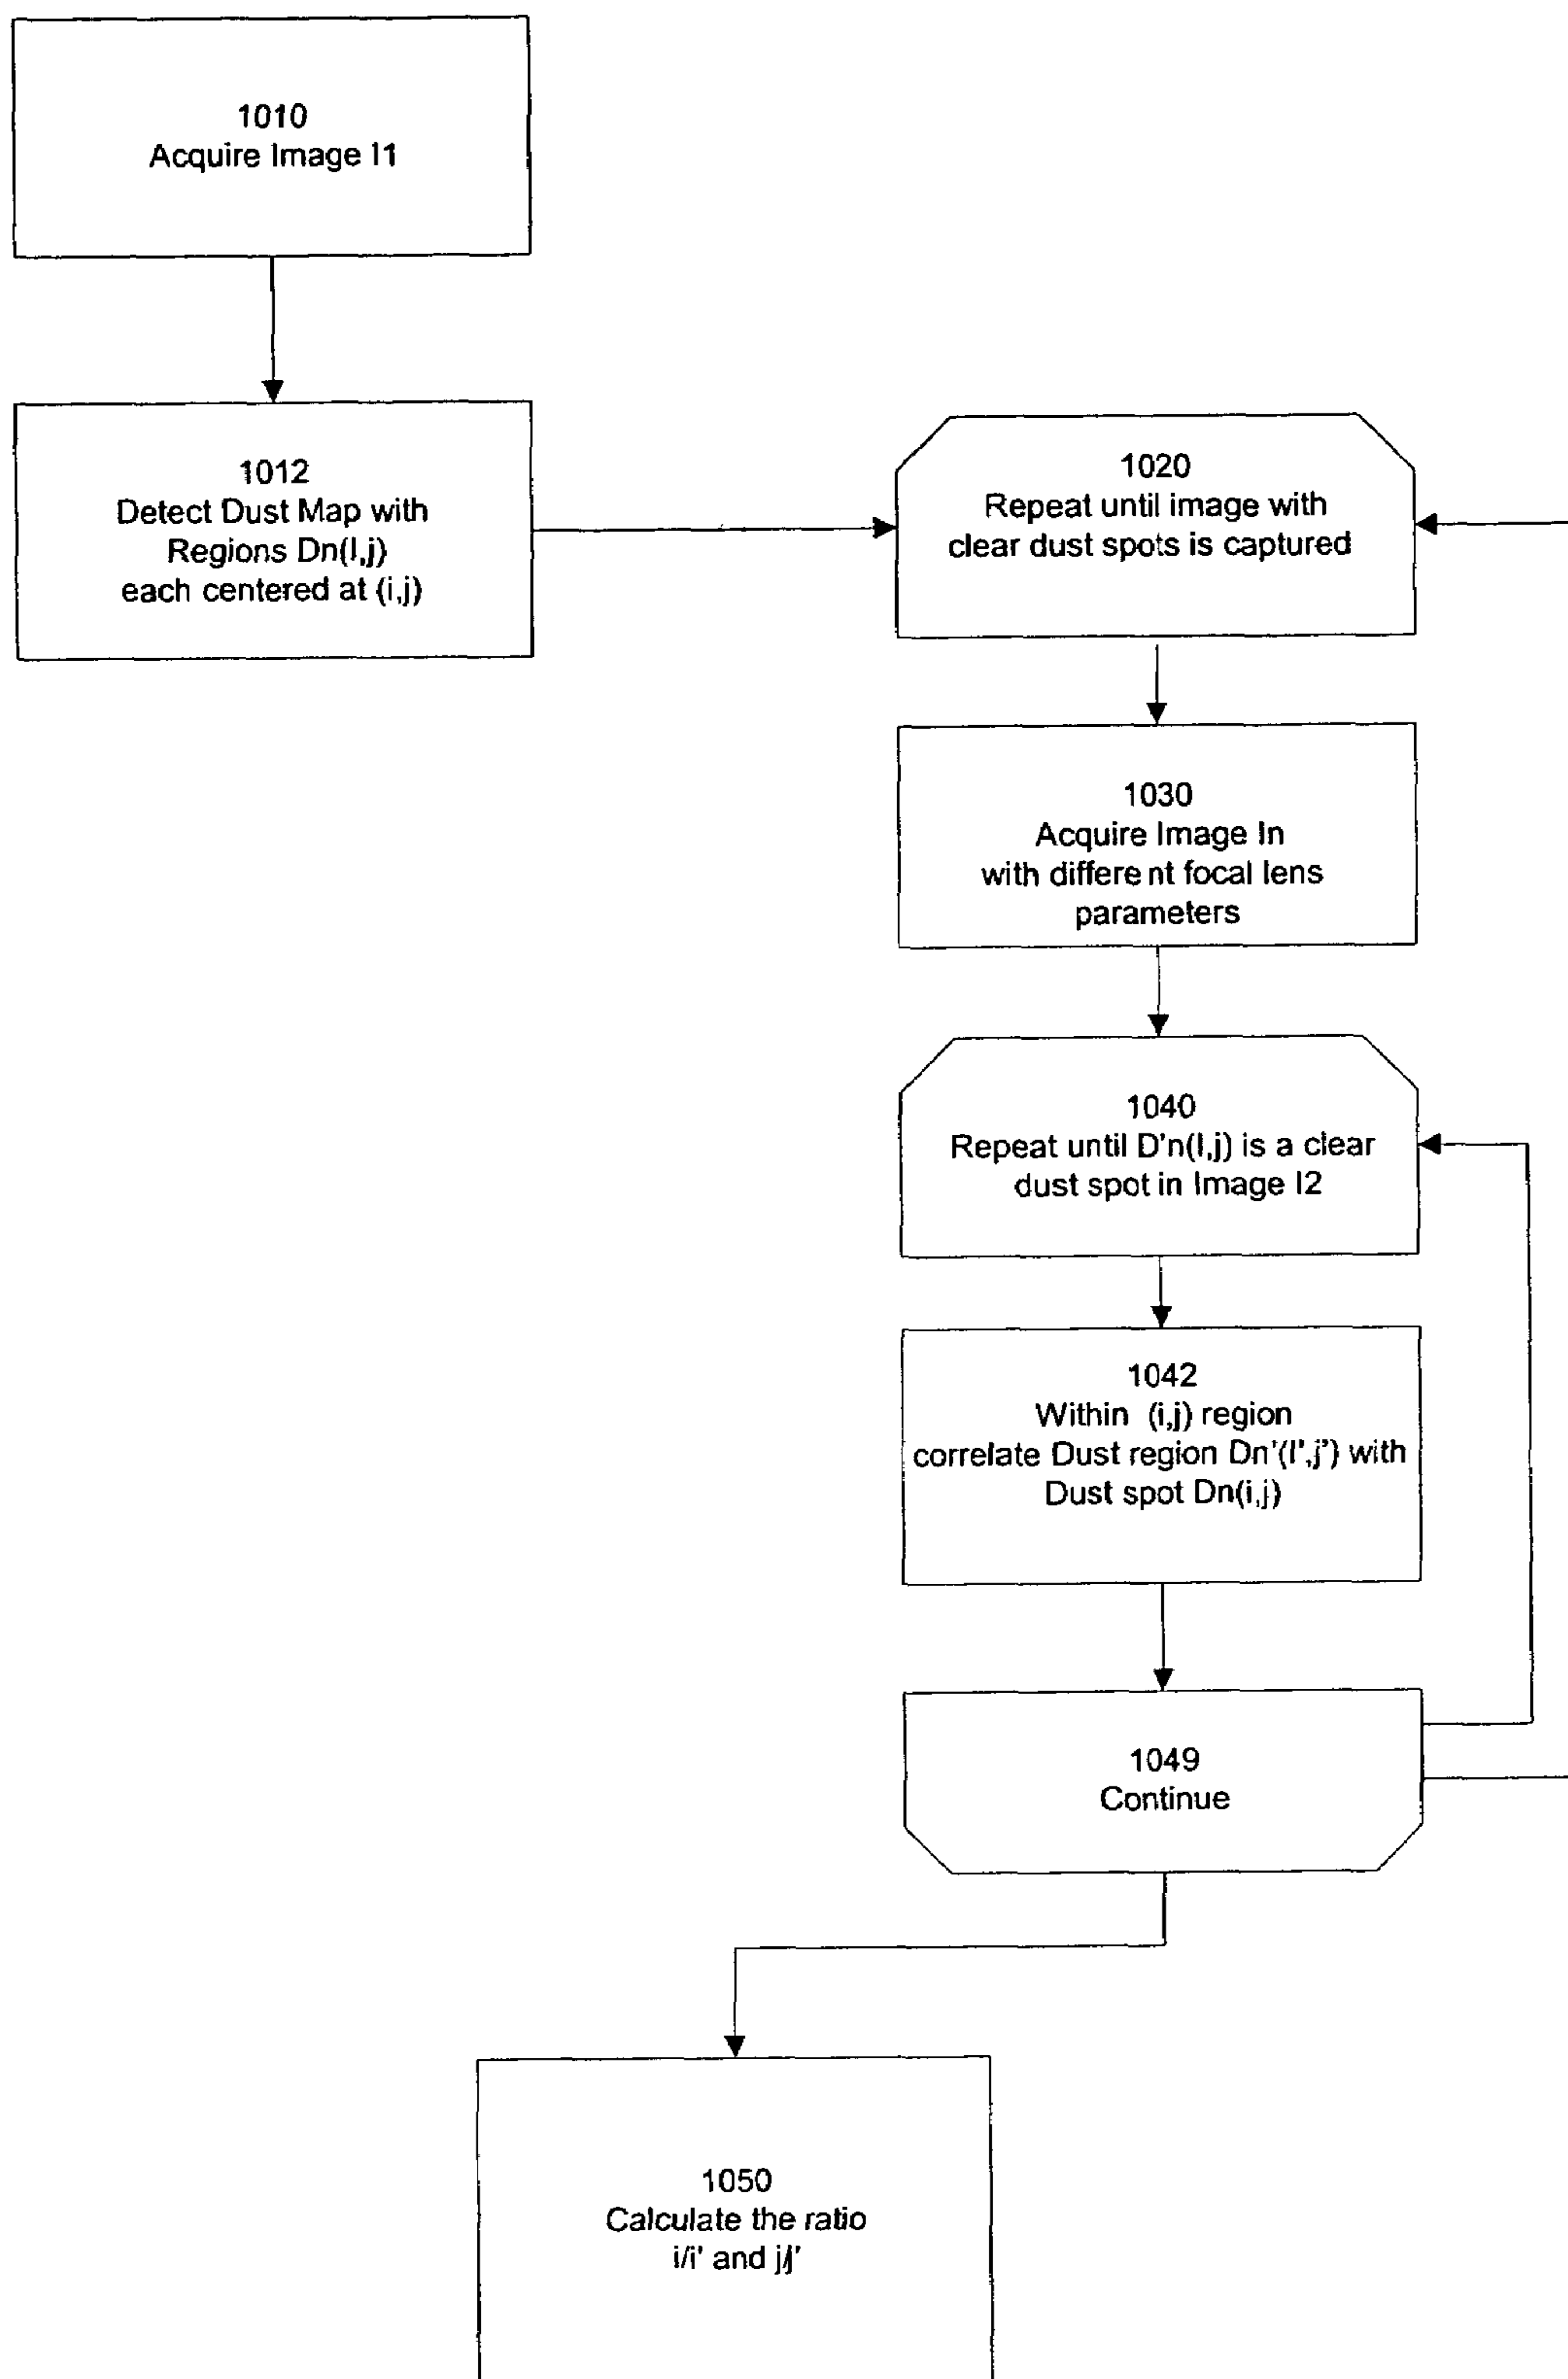 1010
Acquire Image I1
1012
Detect Dust Map with
Regions Dn(I,j)
each centered at (i,j)
1020
Repeat until image with
clear dust spots is captured
1030
Acquire Image In
with different focal lens
parameters
1040
Repeat until D'n(I,j) is a clear
dust spot in Image I2
1042
Within (i,j) region
correlate Dust region Dn'(I',j') with
Dust spot Dn(i,j)
1049
Continue
1050
Calculate the ratio
i/i' and j/j'